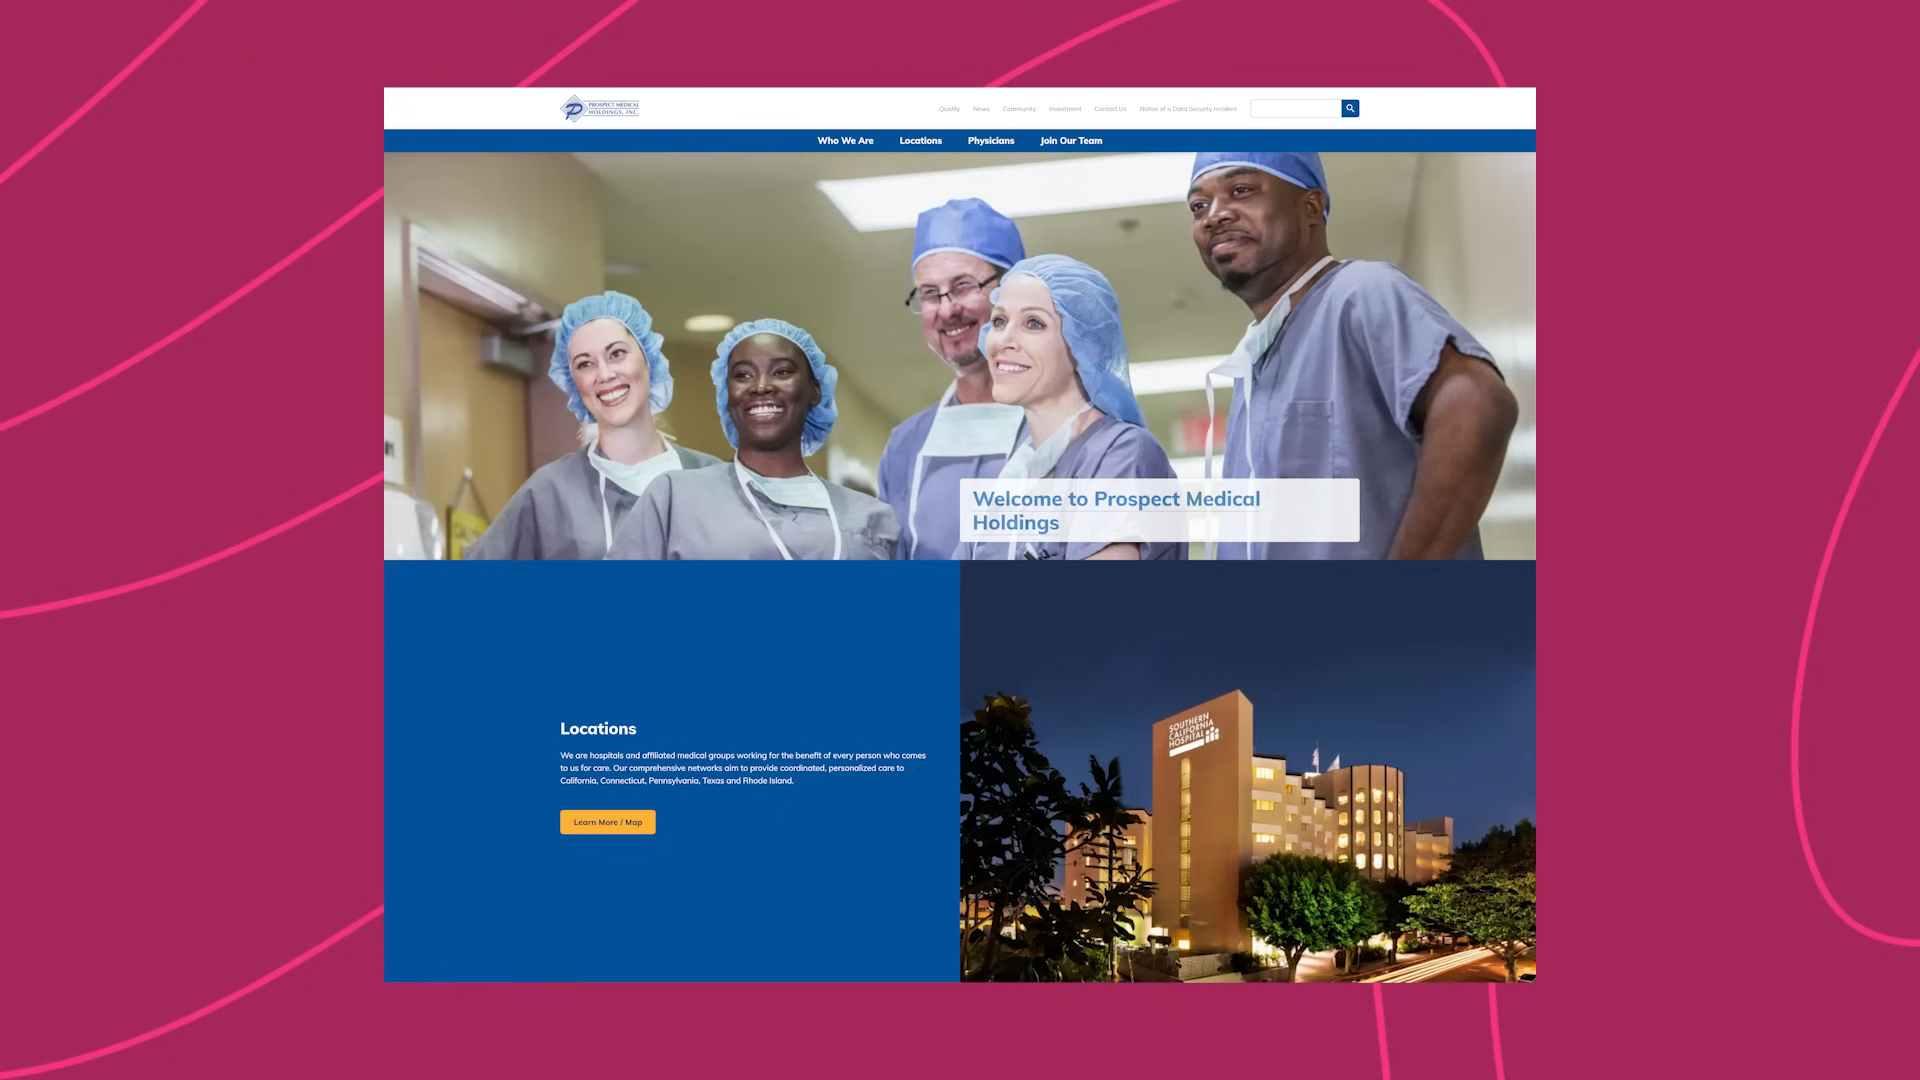 PROSPECT MEDICAL
HOLDINGS, INC.
Quality News Community Investment Contact Us Notice of a Data Security Incident
Who We Are Locations Physicians Join Our Team
Welcome to Prospect Medical
Holdings
Locations
We are hospitals and affiliated medical groups working for the benefit of every person who comes
to us for care. Our comprehensive networks aim to provide coordinated, personalized care to
California, Connecticut, Pennsylvania, Texas and Rhode Island.
Learn More / Map
SOUTHERN
CALIFORNIA
HOSPITAL